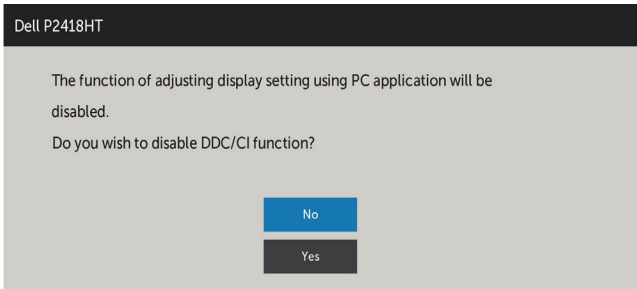 Dell P2418HT
The function of adjusting display setting using PC application will be
disabled.
Do you wish to disable DDC/CI function?
No
Yes